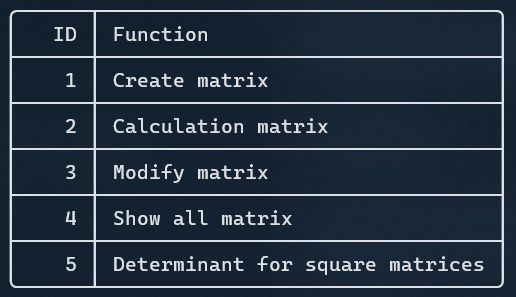 ID Function
1 Create matrix
2 Calculation matrix
3 Modify matrix
4 Show all matrix
5 Determinant for square matrices